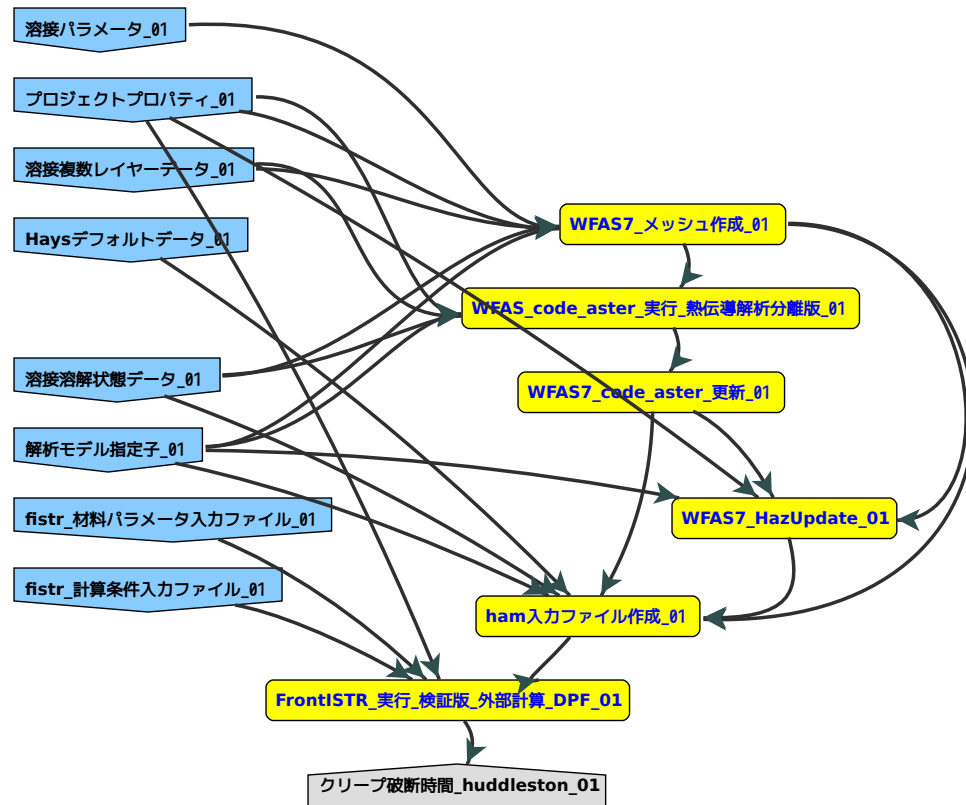 溶接パラメータ_01
プロジェクトプロパティ_01
溶接複数レイヤーデータ_01
Haysデフォルトデータ_01
WFAS7_メッシュ作成_01
WFAS_code_aster_実行_熱伝導解析分離版_01
溶接溶解状態データ_01
WFAS7_code_aster_更新_01
解析モデル指定子_01
fistr_材料パラメータ入力ファイル_01
WFAS7_HazUpdate_01
fistr_計算条件入力ファイル_01
ham入力ファイル作成_01
FrontISTR_実行_検証版_外部計算_DPF_01
クリープ破断時間_huddleston_01